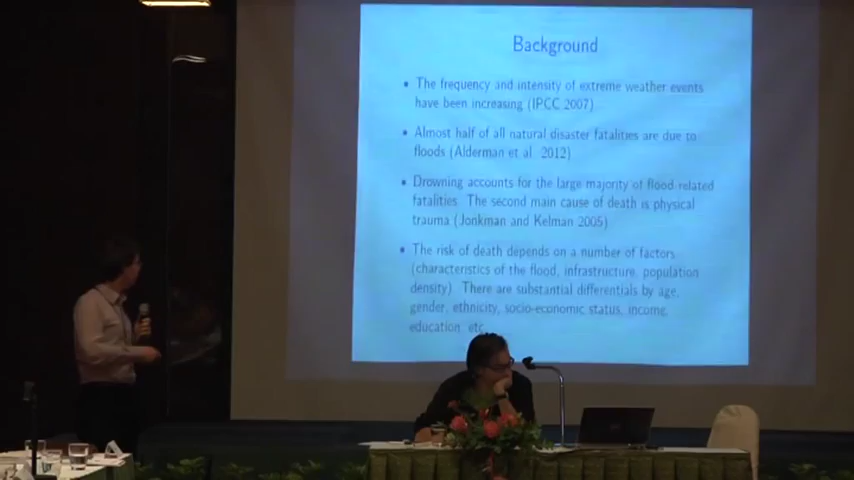 Background
The frequency and intensity of extreme weather events
have been increasing (IPCC 2007)
Almost half of all natural disaster fatalities are due to
floods (Alderman et al. 2012)
Drowning accounts for the large majority of flood-related
fatalities. The second main cause of death is physical
trauma (Jonkman and Kelman 2005)
The risk of death depends on a number of factors
(characteristics of the flood, infrastructure, population
density). There are substantial differentials by age,
gender, ethnicity, socio-economic status, income,
education, etc.